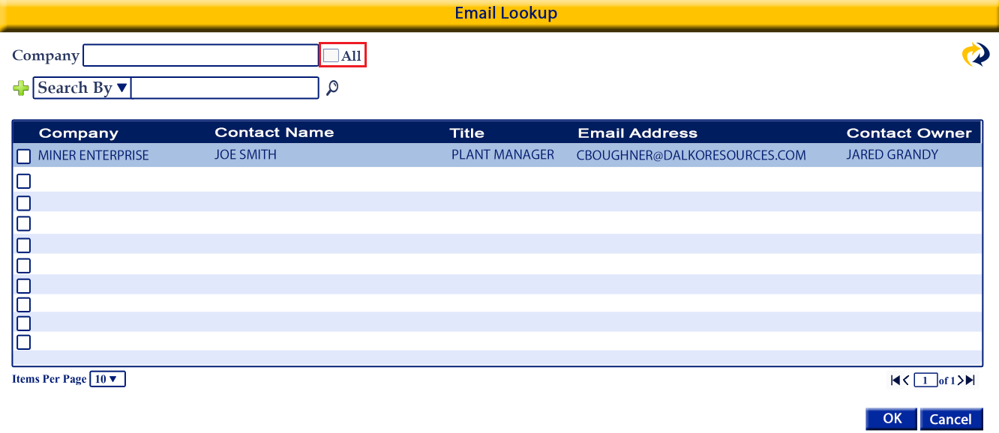 Email Lookup
Company All
Search By
Company Contact Name Title Email Address Contact Owner
MINER ENTERPRISE JOE SMITH PLANT MANAGER CBOUGHNER@DALKORESOURCES.COM JARED GRANDY
Items Per Page 10 1 of 1
OK Cancel